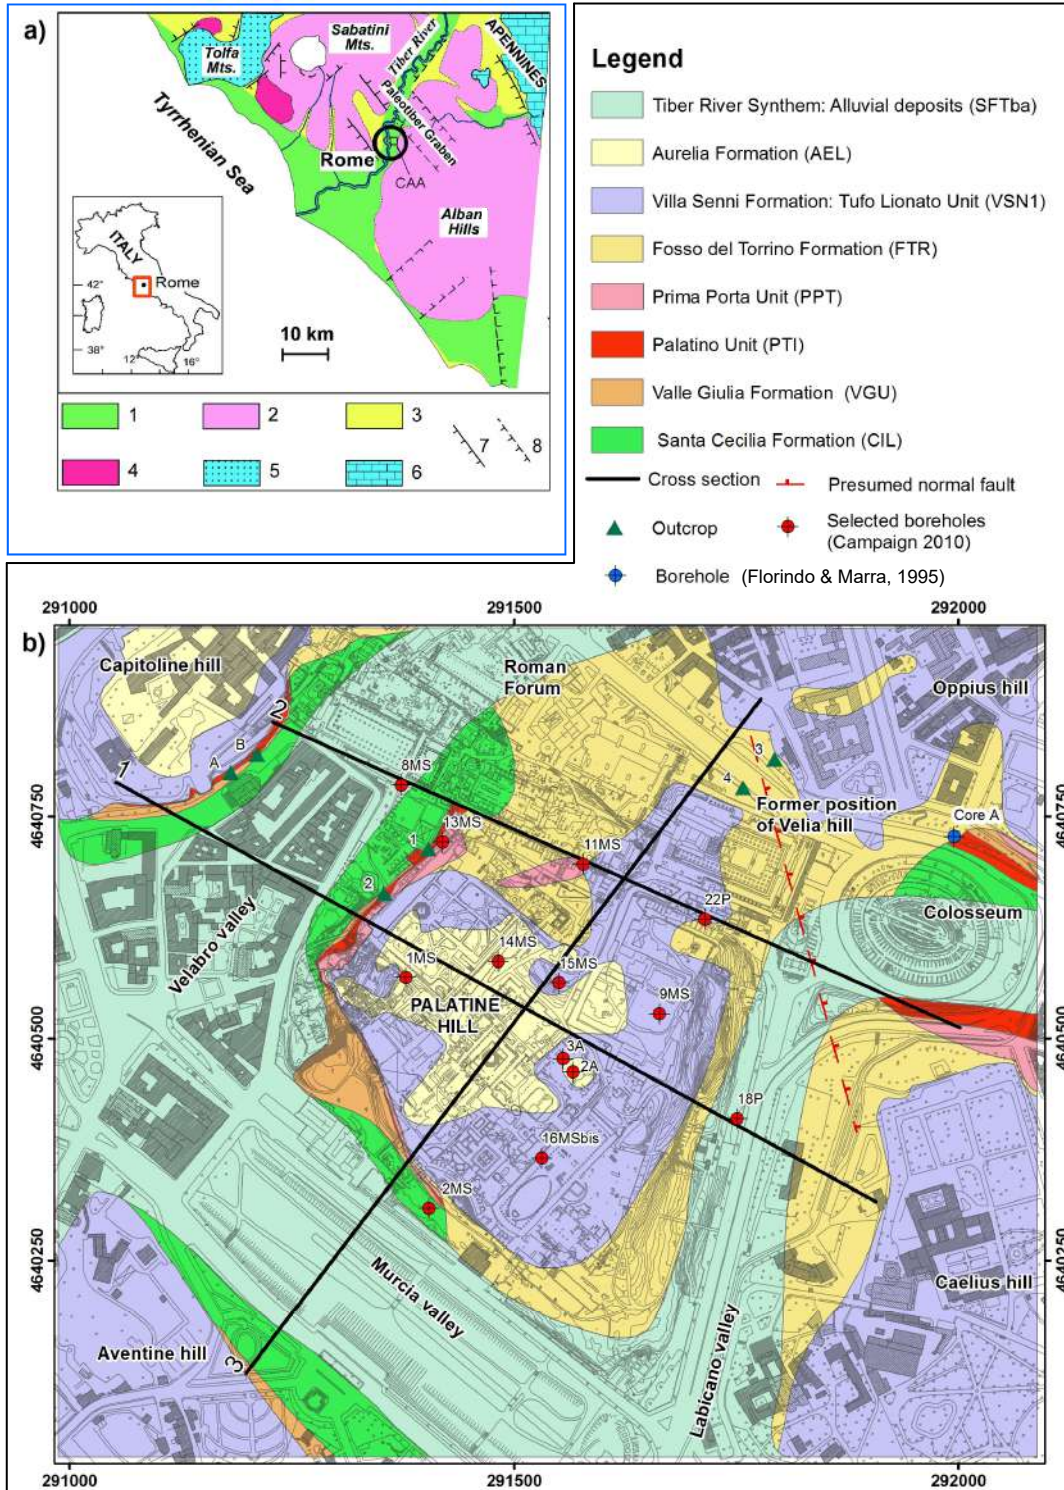 a)
Tolfa
Mts.
Sabatini
Mts.
Tiber River
APENNINES
Paleotiber Graben
Tyrrhenian Sea
Rome
CAA
Alban
Hills
ITALY
Rome
42°
38°
12°
16°
10 km
1
2
3
4
5
6
7
8
Legend
Tiber River Synthem: Alluvial deposits (SFTba)
Aurelia Formation (AEL)
Villa Senni Formation: Tufo Lionato Unit (VSN1)
Fosso del Torrino Formation (FTR)
Prima Porta Unit (PPT)
Palatino Unit (PTI)
Valle Giulia Formation (VGU)
Santa Cecilia Formation (CIL)
Cross section
Presumed normal fault
Outcrop
Selected boreholes
(Campaign 2010)
Borehole (Florindo & Marra, 1995)
291000
291500
292000
b)
Capitoline hill
Roman
Forum
Oppius hill
2
B
A
1
8MS
3
4
4640750
4640750
Former position
of Velia hill
Core A
13MS
1
11MS
2
22P
Colosseum
Velabro valley
14MS
1MS
15MS
PALATINE
HILL
9MS
4640500
4640500
3A
2A
18P
16MSbis
2MS
4640250
4640250
Murcia valley
Caelius hill
Aventine hill
3
Labicano valley
291000
291500
292000